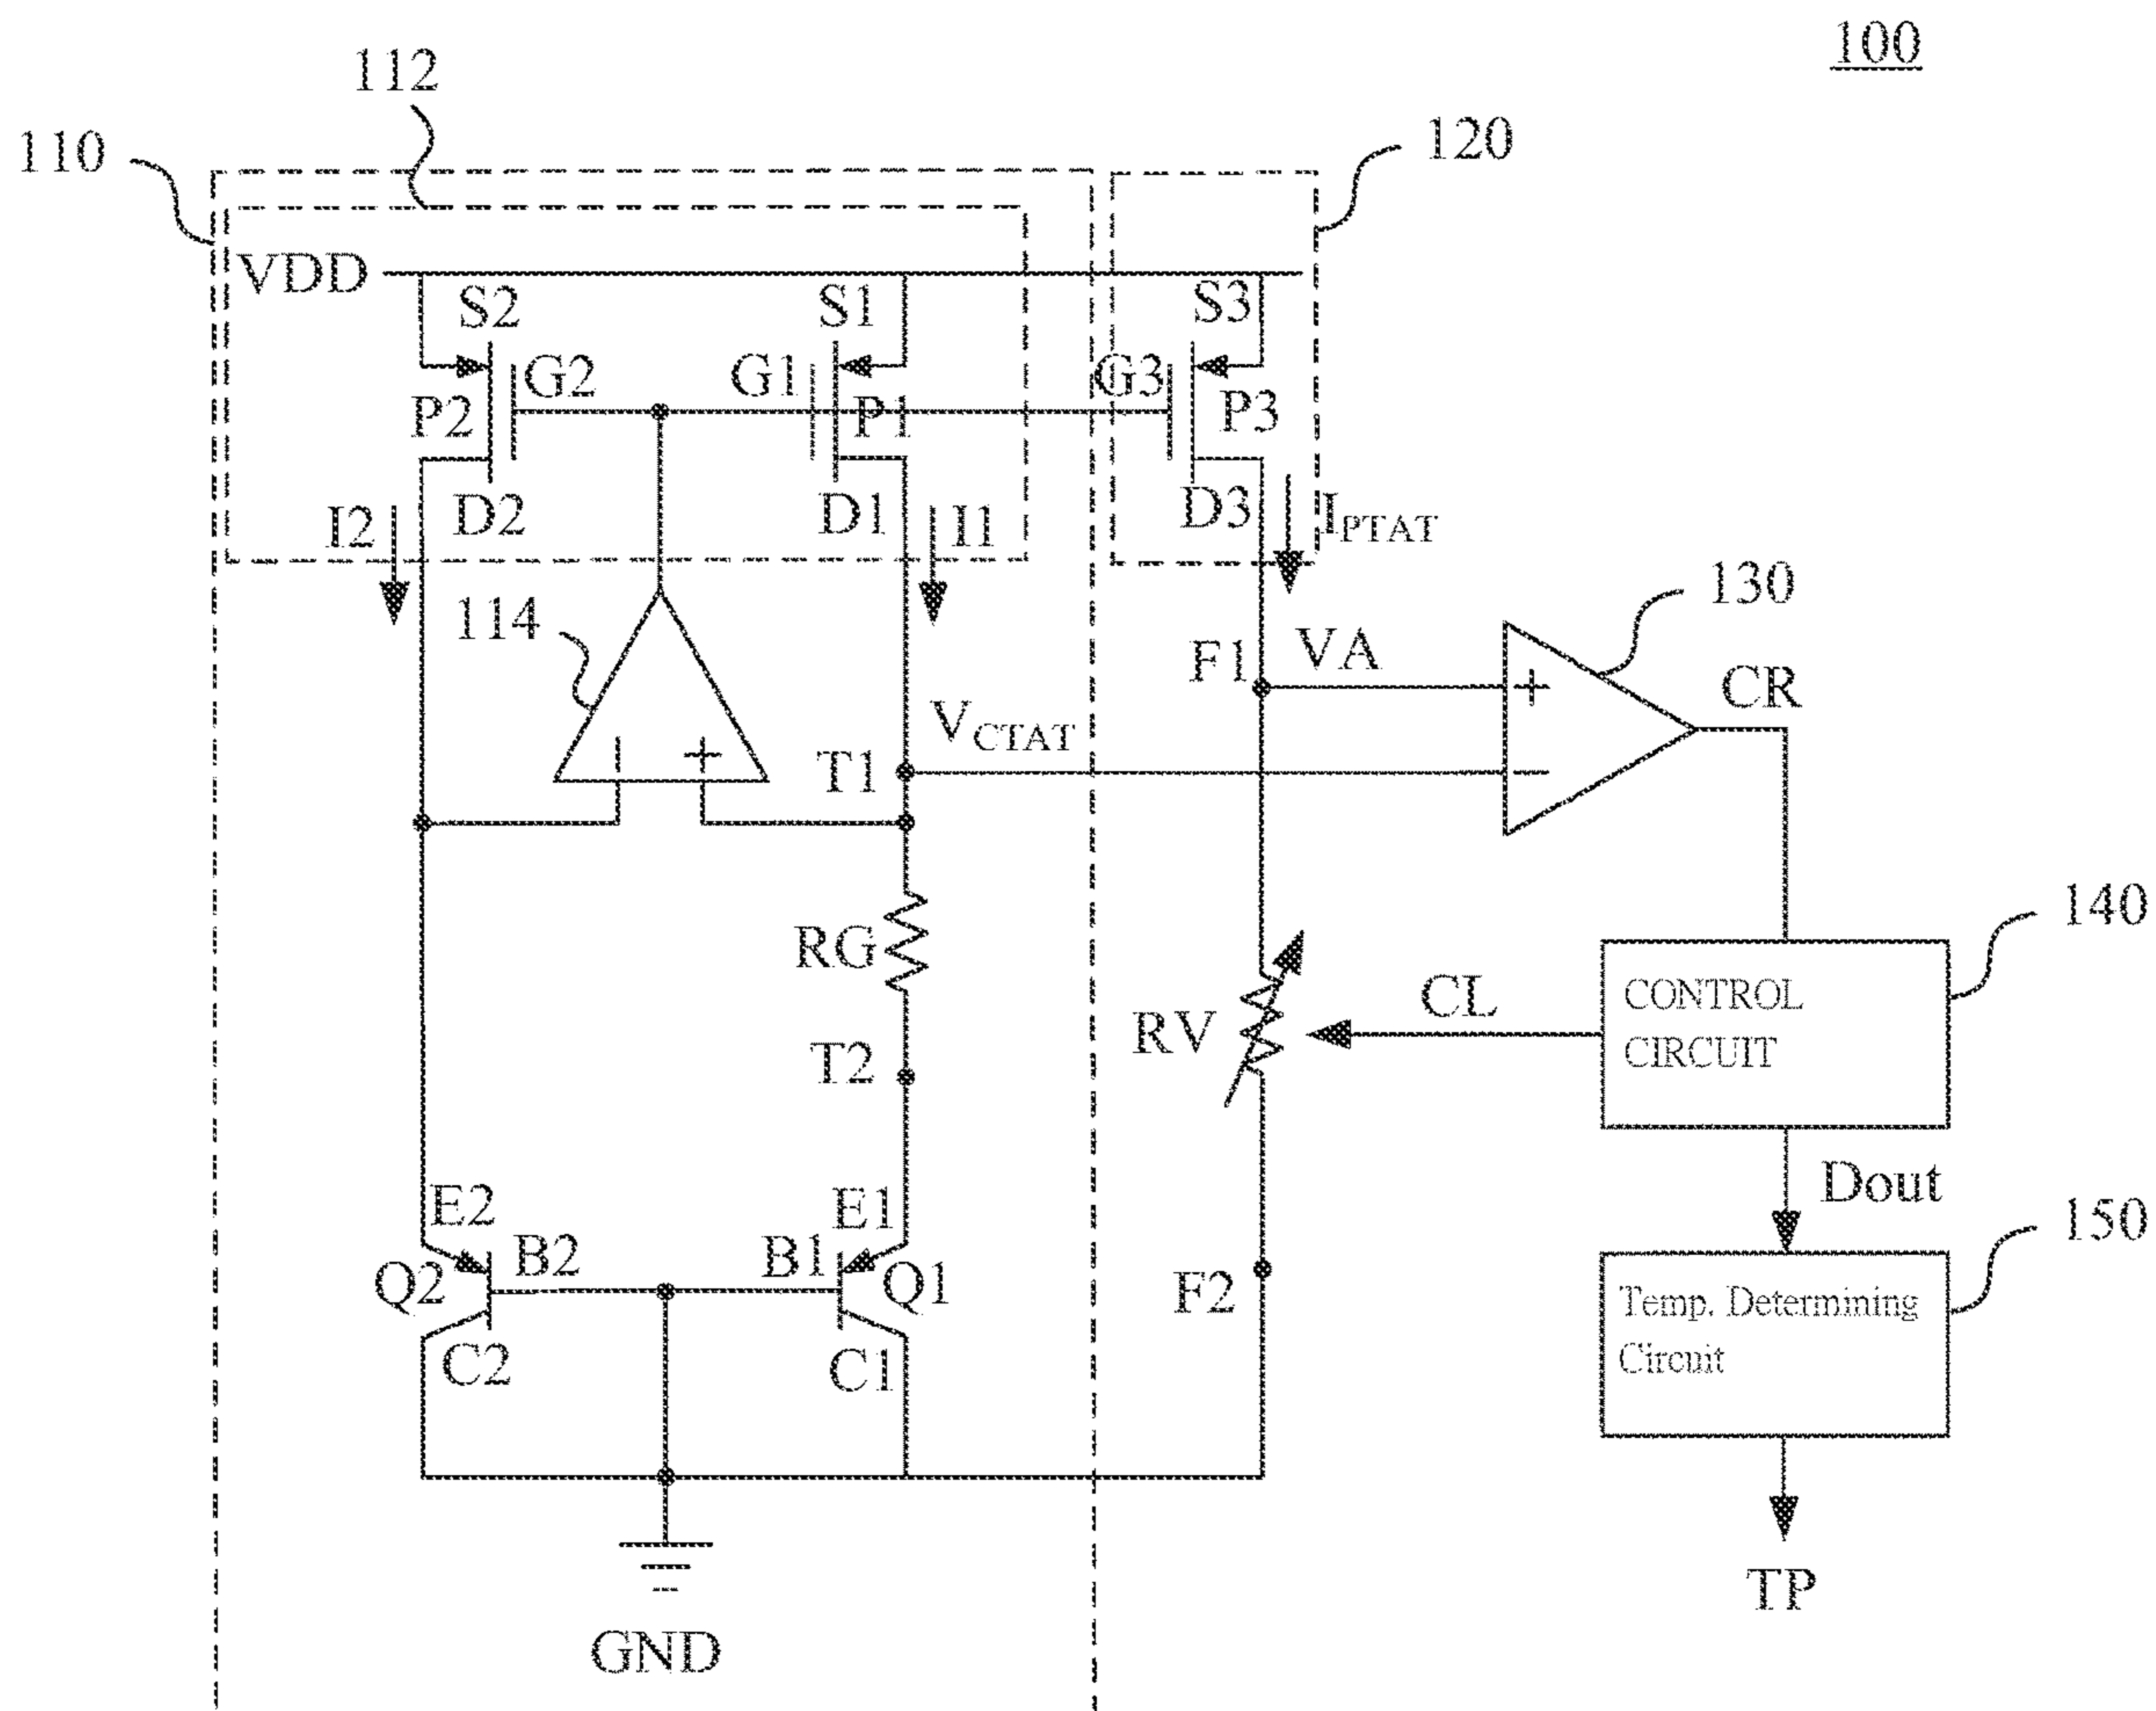 100
112
110
120
VDD
S2
S1
S3
G2
G1
G3
P2
P1
P3
D2
D1
D3
I2
I1
IPTAT
114
130
F1
VA
CR
VCTAT
T1
-
+
+
-
140
RG
CONTROL
CIRCUIT
CL
RV
T2
Dout
150
E2
E1
B2
B1
Q2
Q1
F2
Temp. Determining
Circuit
C2
C1
TP
GND